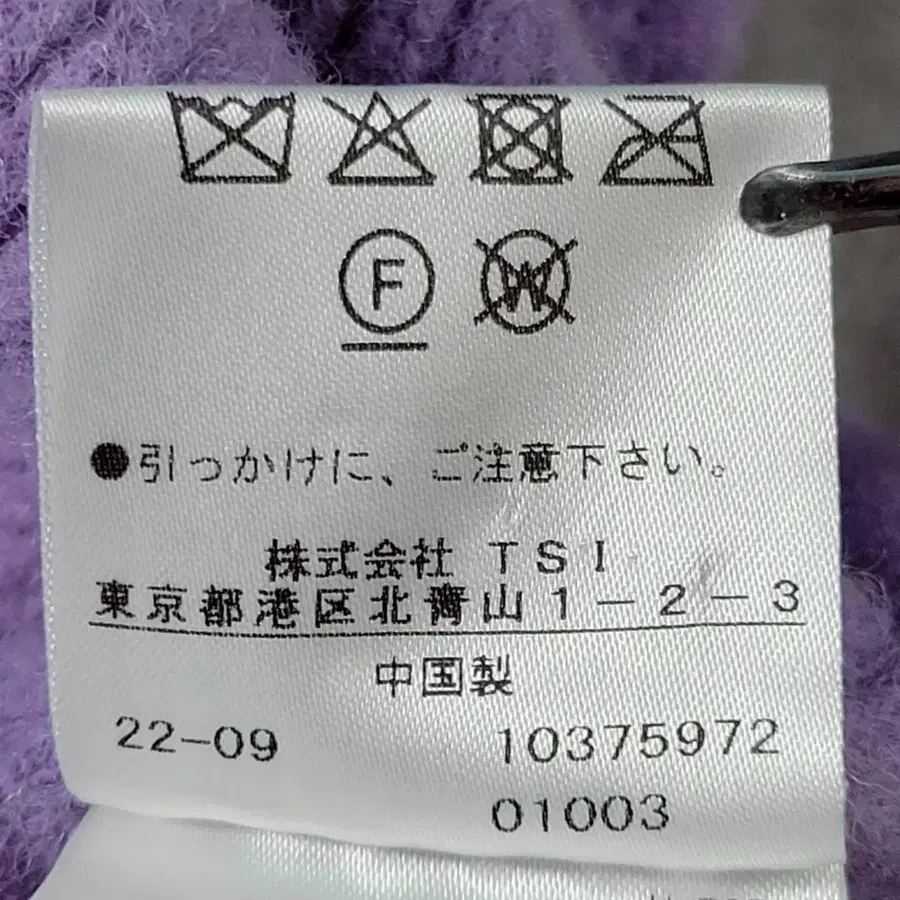 F W
●引っかけに、ご注意下さい。
株式会社 TSI
東京都港区北青山1-2-3
中国製
22-09 10375972
01003